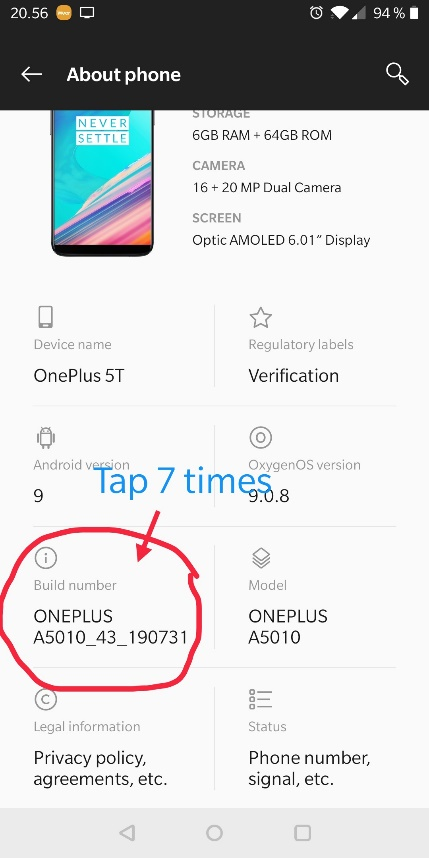 20.56
94 %
About phone
NEVER
SETTLE
STORAGE
6GB RAM + 64GB ROM
CAMERA
16 + 20 MP Dual Camera
SCREEN
Optic AMOLED 6.01″ Display
Device name
OnePlus 5T
Regulatory labels
Verification
Android version
9
OxygenOS version
9.0.8
Tap 7 times
Build number
ONEPLUS
A5010_43_190731
Model
ONEPLUS
A5010
Legal information
Privacy policy,
agreements, etc.
Status
Phone number,
signal, etc.